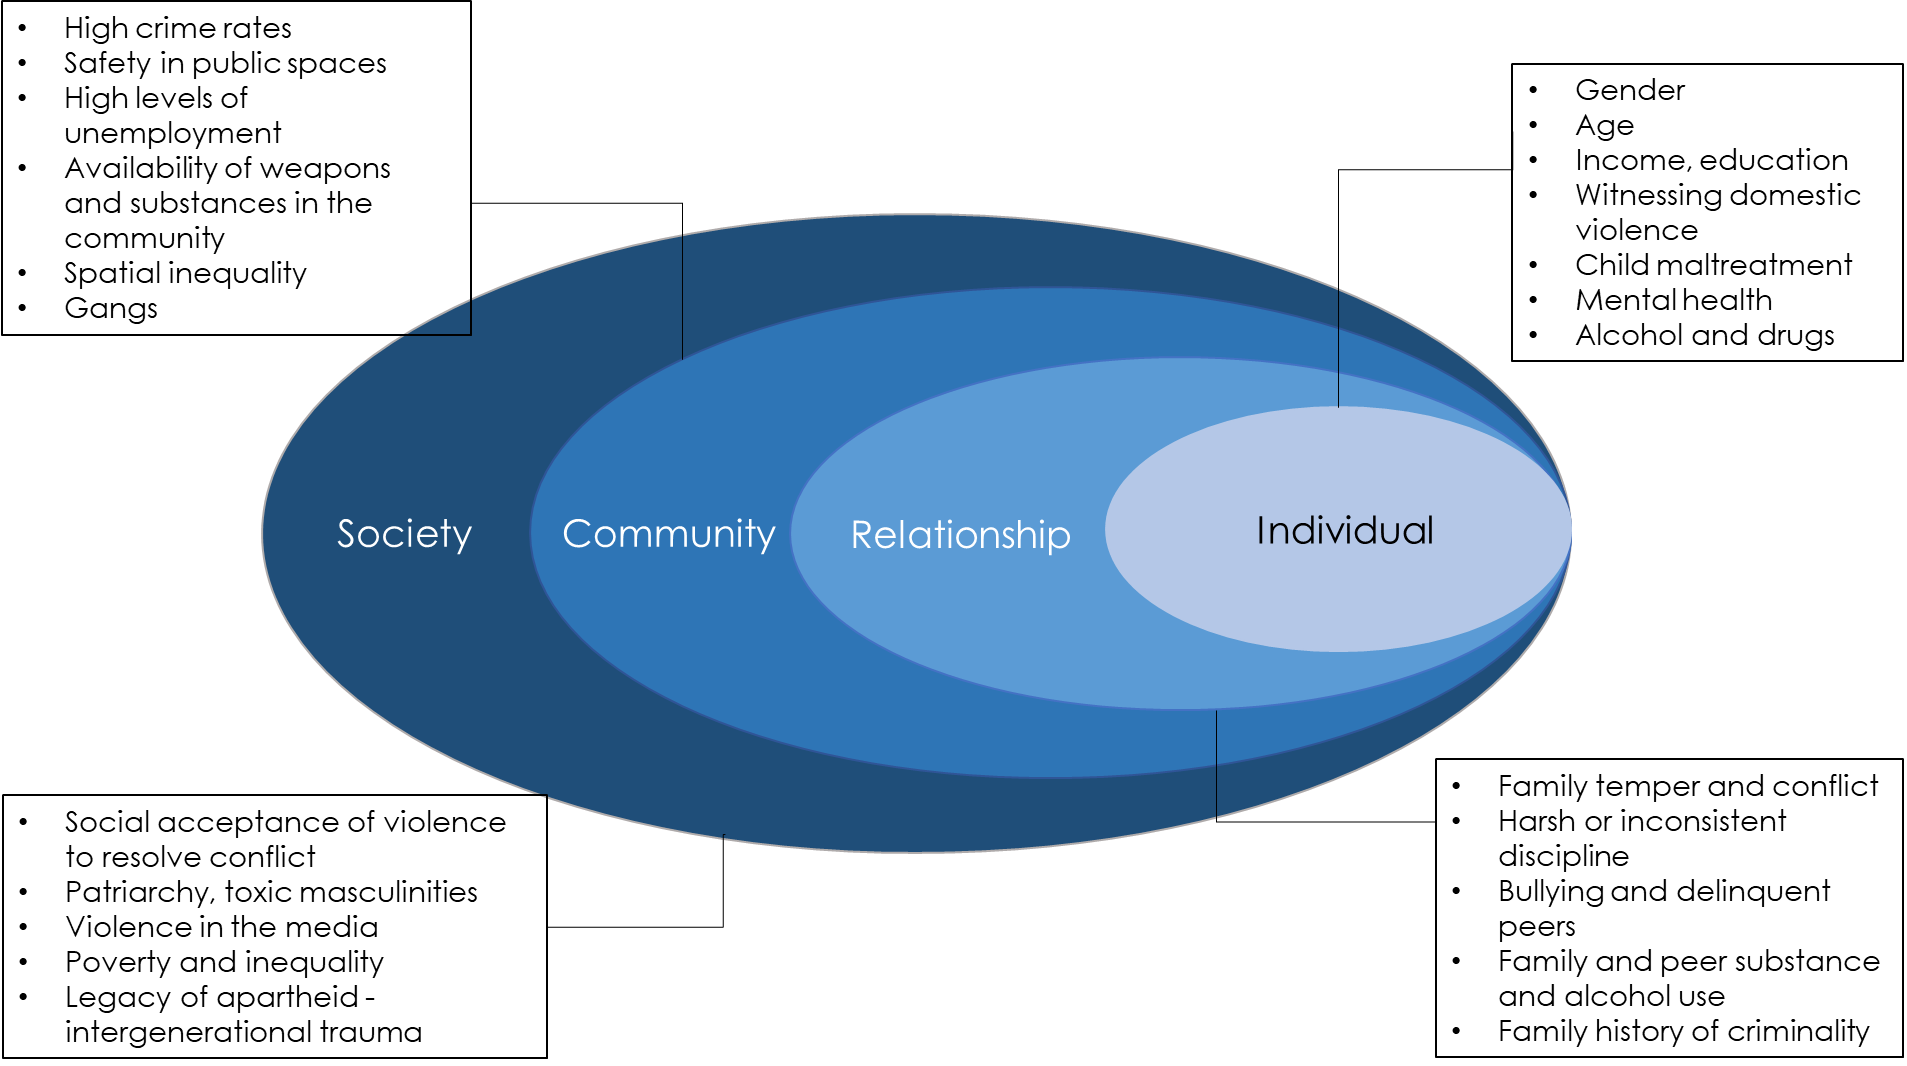 • High crime rates
• Safety in public spaces
• High levels of
unemployment
• Availability of weapons
and substances in the
community
• Spatial inequality
• Gangs
• Gender
• Age
• Income, education
• Witnessing domestic
violence
• Child maltreatment
• Mental health
• Alcohol and drugs
Society
Community
Relationship
Individual
• Social acceptance of violence
to resolve conflict
• Patriarchy, toxic masculinities
• Violence in the media
• Poverty and inequality
• Legacy of apartheid -
intergenerational trauma
• Family temper and conflict
• Harsh or inconsistent
discipline
• Bullying and delinquent
peers
• Family and peer substance
and alcohol use
• Family history of criminality